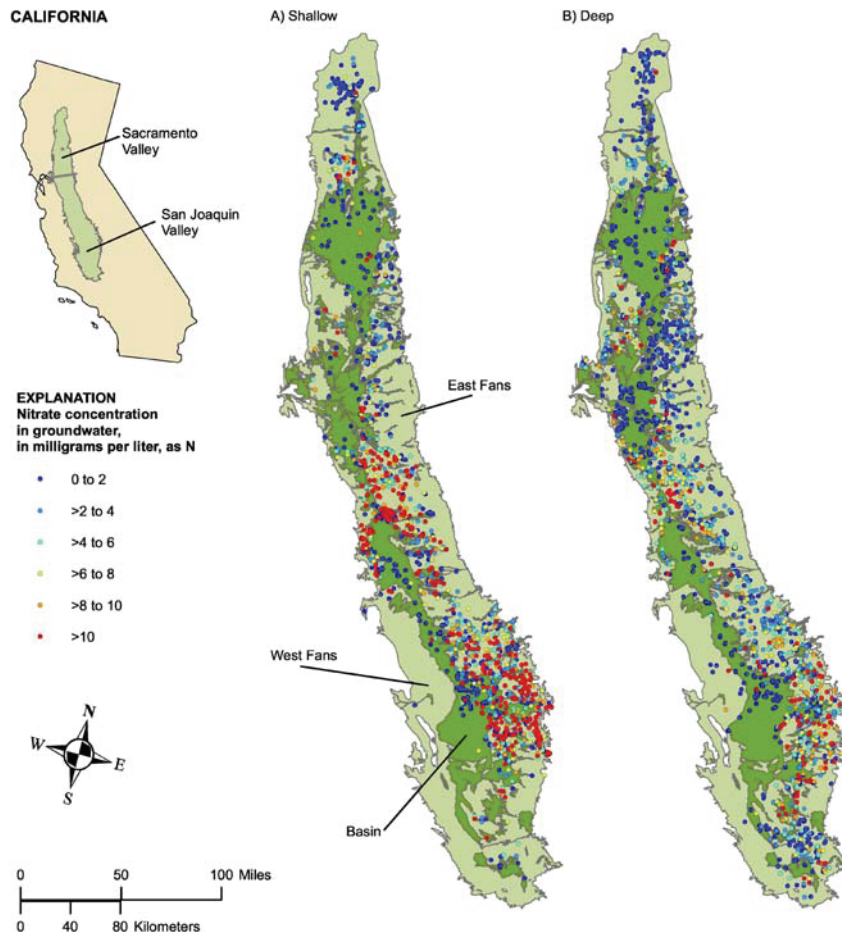 CALIFORNIA
A) Shallow
B) Deep
Sacramento
Valley
San Joaquin
Valley
EXPLANATION
Nitrate concentration
in groundwater,
in milligrams per liter, as N
0 to 2
>2 to 4
>4 to 6
>6 to 8
>8 to 10
>10
East Fans
West Fans
Basin
N
W
E
S
0 50 100 Miles
0 40 80 Kilometers